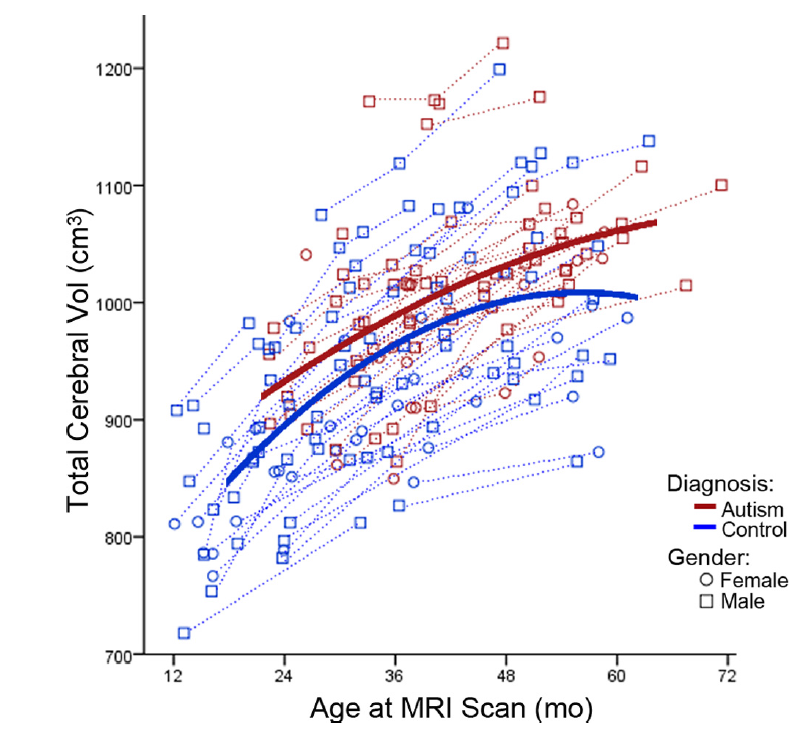 Total Cerebral Vol (cm³)
1200
1100
1000
900
800
700
12 24 36 48 60 72
Age at MRI Scan (mo)
Diagnosis:
Autism
Control
Gender:
Female
Male